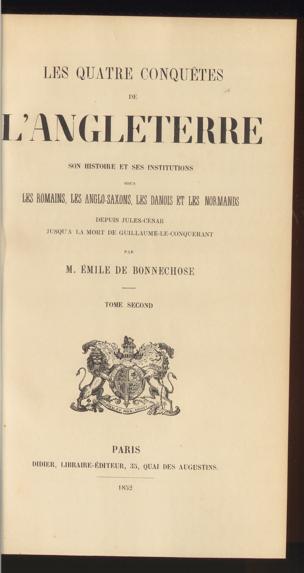 LES QUATRE CONQUÊTES
DE
L'ANGLETERRE
SON HISTOIRE ET SES INSTITUTIONS
SOUS
LES ROMAINS, LES ANGLO-SAXONS, LES DANOIS ET LES NORMANDS
DEPUIS JULES-CÉSAR
JUSQU'A LA MORT DE GUILLAUME-LE-CONQUÉRANT
PAR
M. ÉMILE DE BONNECHOSE
TOME SECOND
PARIS
DIDIER, LIBRAIRE-ÉDITEUR, 35, QUAI DES AUGUSTINS.
1852